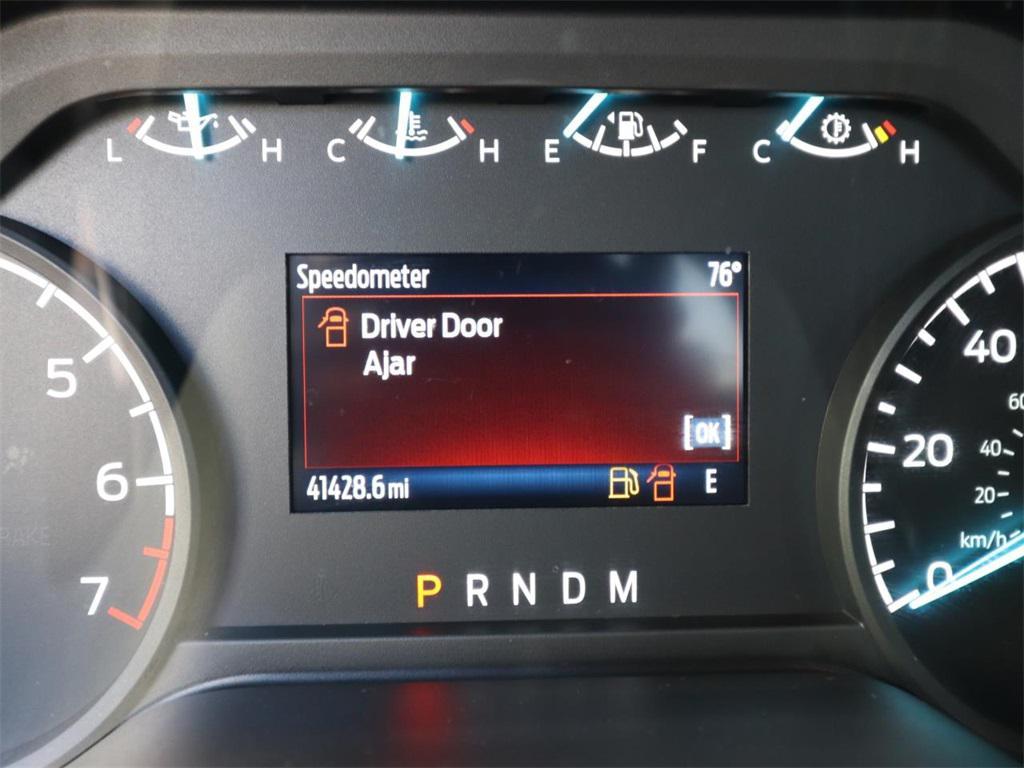 L H C H E F C H
Speedometer 76°
Driver Door
Ajar
[OK]
41428.6 mi E
P R N D M
5
6
7
40
20
0
60
40
20
km/h